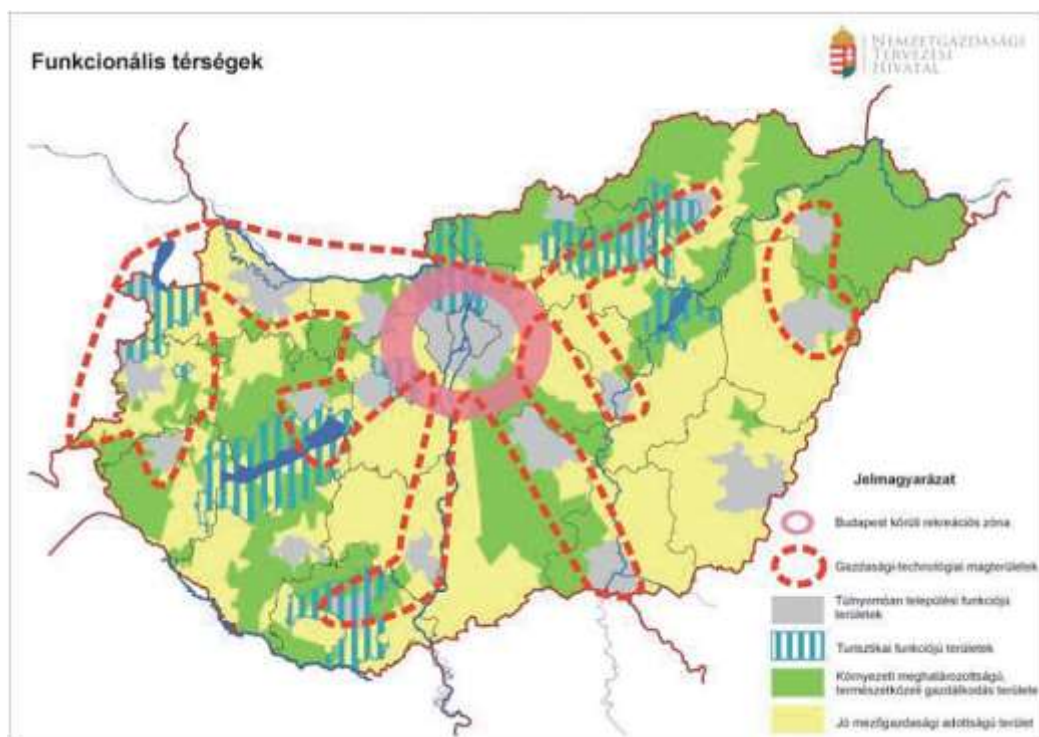 Funkcionális térségek
NEMZETGAZDASÁGI
TERVEZÉSI
HIVATAL
Jelmagyarázat
Budapest körüli rekreációs zóna
Gazdasági-technológiai magterületek
Túlnyomóan települési funkciójú
területek
Turisztikai funkciójú területek
Környezeti meghatározottságú,
természetközeli gazdálkodás területe
Jó mezőgazdasági adottságú terület